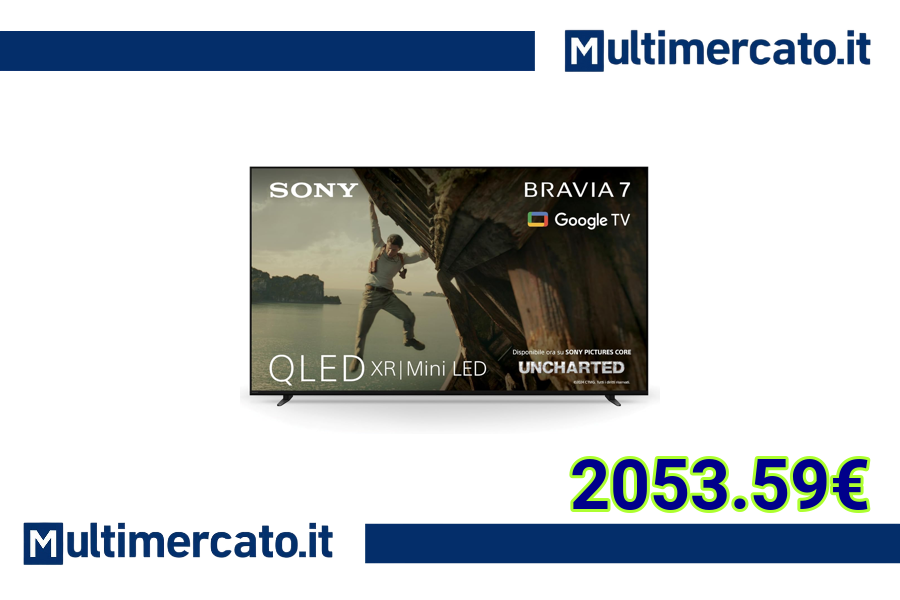 Multimercato.it
SONY
BRAVIA 7
Google TV
Disponibile ora su SONY PICTURES CORE
QLED XR|Mini LED
UNCHARTED
2053.59€
Multimercato.it